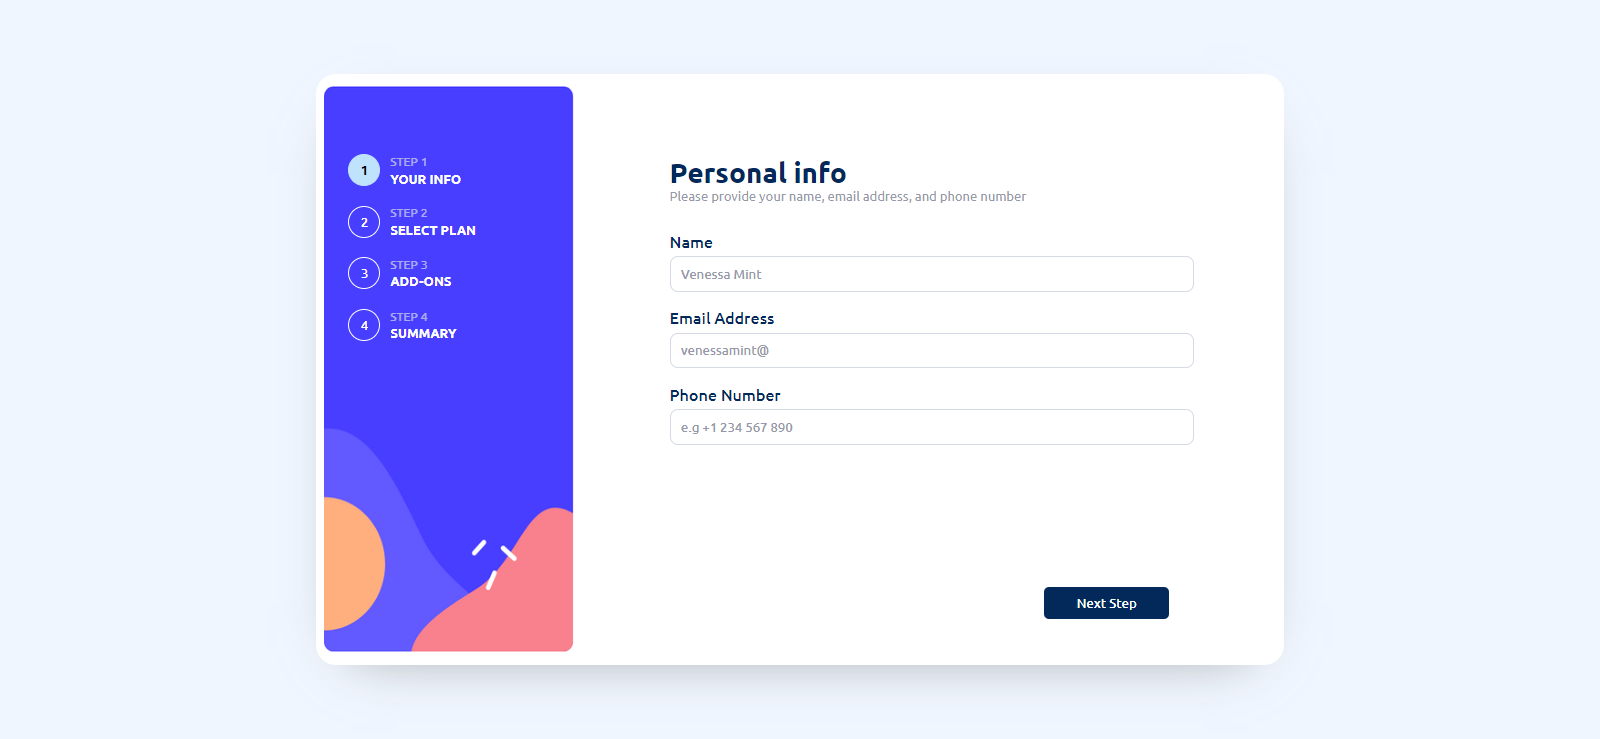 1
STEP 1
YOUR INFO
2
STEP 2
SELECT PLAN
3
STEP 3
ADD-ONS
4
STEP 4
SUMMARY
Personal info
Please provide your name, email address, and phone number
Name
Venessa Mint
Email Address
venessamint@
Phone Number
e.g +1 234 567 890
Next Step